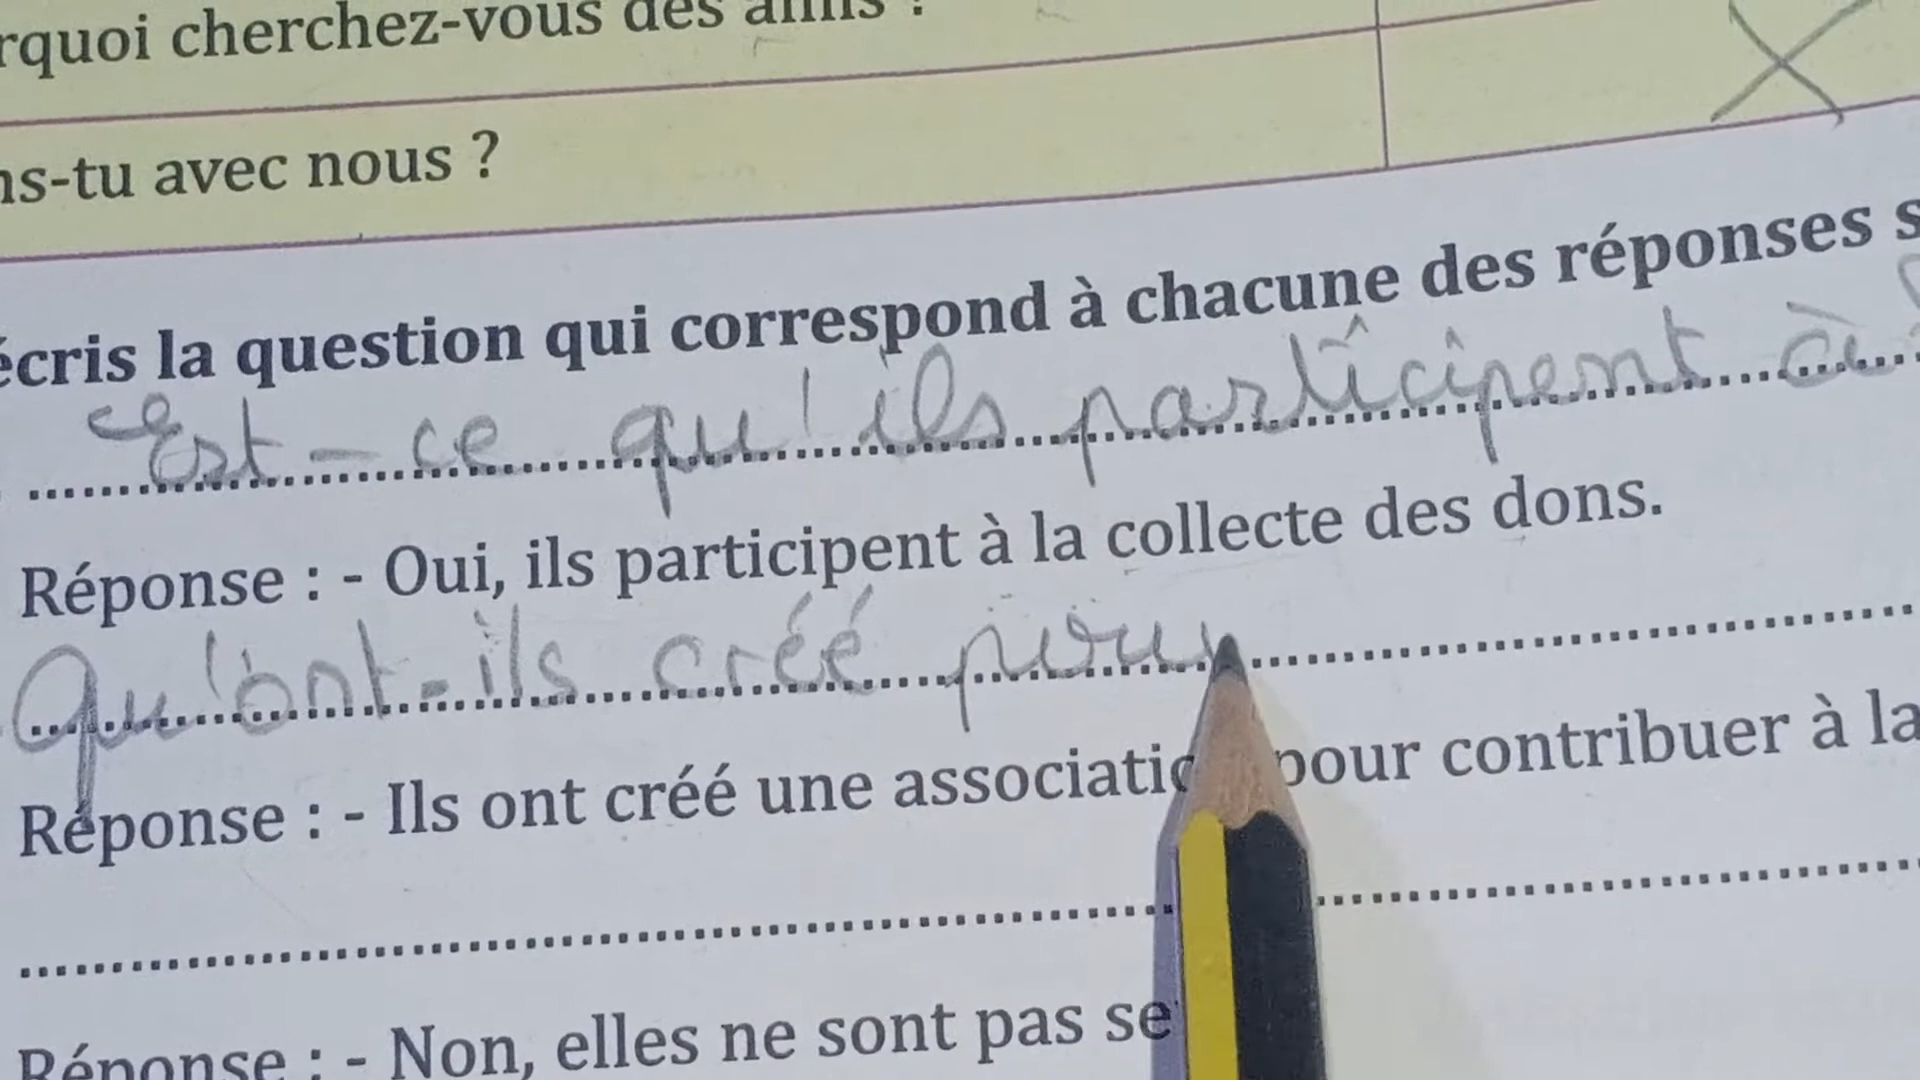 rquoi cherchez-vous des amis ?
ns-tu avec nous ?
écris la question qui correspond à chacune des réponses s
Est-ce qu'ils participent à
Réponse : - Oui, ils participent à la collecte des dons.
Qu'ont-ils créé pour
Réponse : - Ils ont créé une associatio pour contribuer à la
Réponse : - Non, elles ne sont pas se